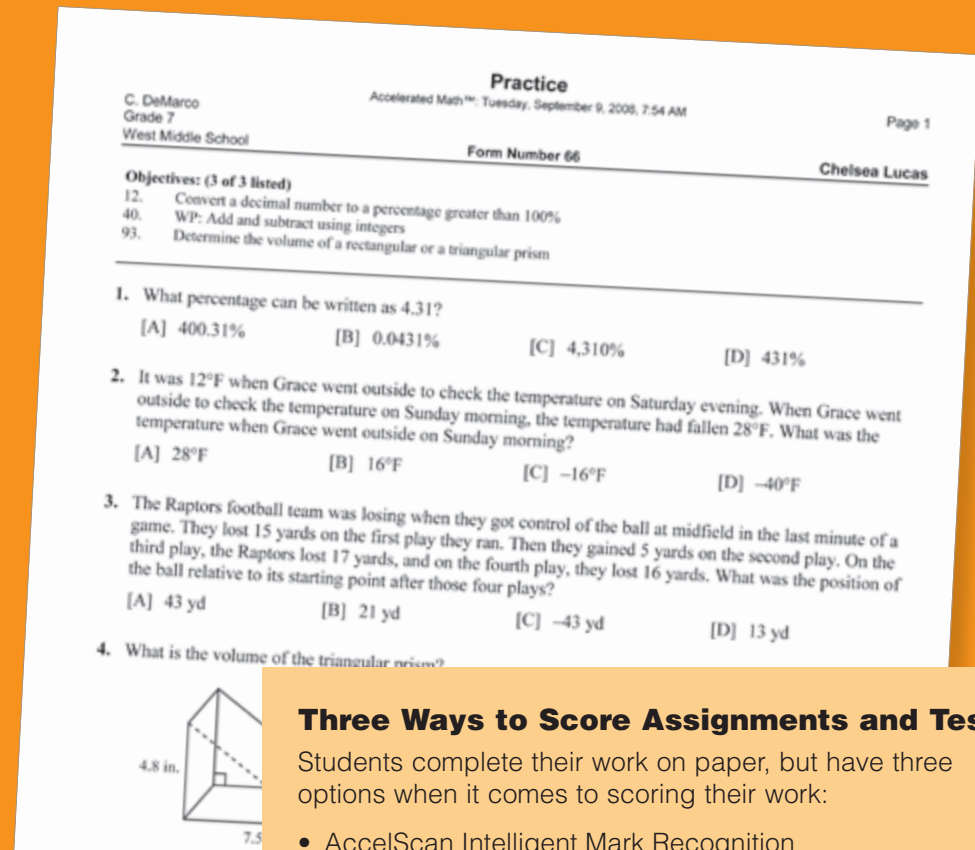 Practice
Accelerated Math™: Tuesday, September 9, 2008, 7:54 AM
C. DeMarco
Grade 7
West Middle School
Page 1
Form Number 66
Chelsea Lucas
Objectives: (3 of 3 listed)
12. Convert a decimal number to a percentage greater than 100%
40. WP: Add and subtract using integers
93. Determine the volume of a rectangular or a triangular prism
1. What percentage can be written as 4.31?
[A] 400.31% [B] 0.0431% [C] 4,310% [D] 431%
2. It was 12°F when Grace went outside to check the temperature on Saturday evening. When Grace went
outside to check the temperature on Sunday morning, the temperature had fallen 28°F. What was the
temperature when Grace went outside on Sunday morning?
[A] 28°F [B] 16°F [C] –16°F [D] –40°F
3. The Raptors football team was losing when they got control of the ball at midfield in the last minute of a
game. They lost 15 yards on the first play they ran. Then they gained 5 yards on the second play. On the
third play, the Raptors lost 17 yards, and on the fourth play, they lost 16 yards. What was the position of
the ball relative to its starting point after those four plays?
[A] 43 yd [B] 21 yd [C] –43 yd [D] 13 yd
4. What is the volume of the triangular prism?
4.8 in.
7.5
Three Ways to Score Assignments and Tes
Students complete their work on paper, but have three
options when it comes to scoring their work:
• AccelScan Intelligent Mark Recognition